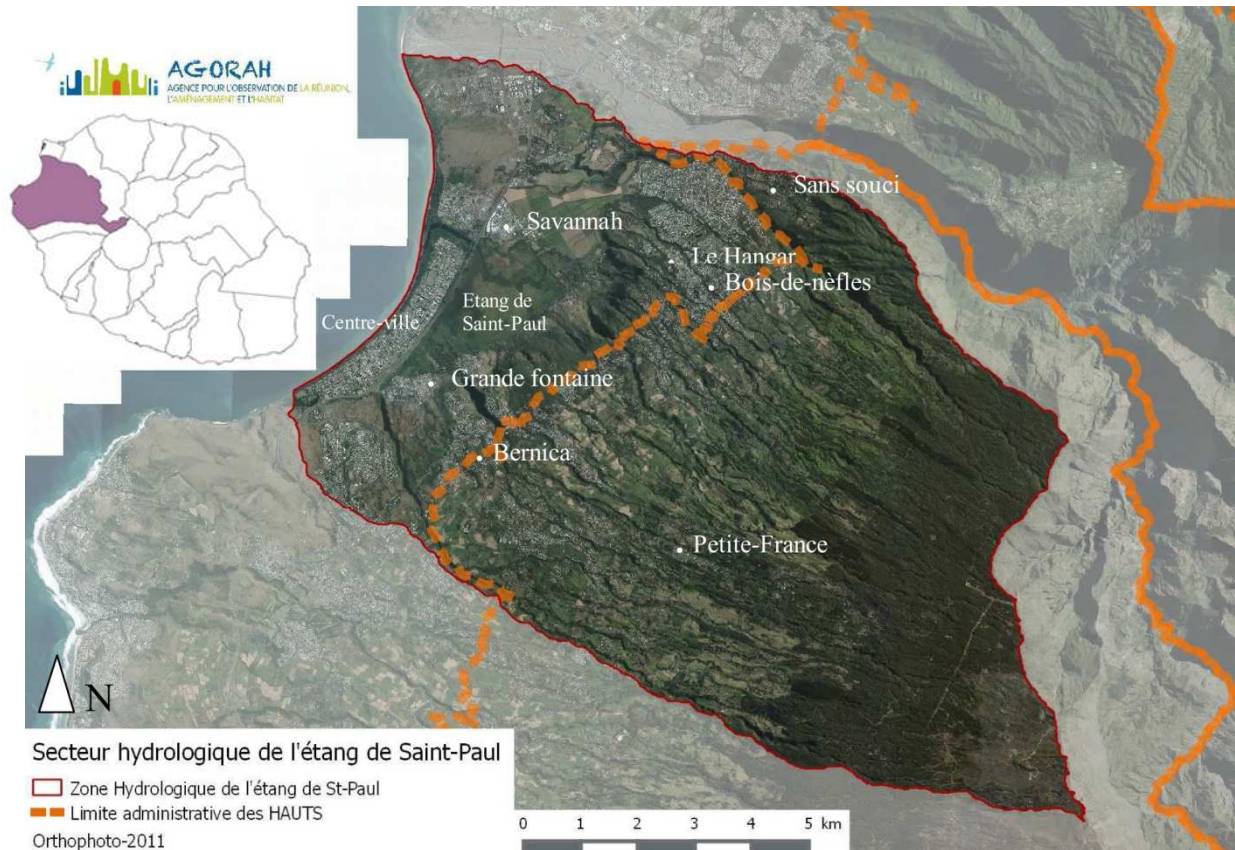 AGORAH
AGENCE POUR L'OBSERVATION DE LA RÉUNION,
L'AMÉNAGEMENT ET L'HABITAT
Sans souci
Savannah
Le Hangar
Bois-de-nèfles
Etang de
Saint-Paul
Centre-ville
Grande fontaine
Bernica
Petite-France
N
Secteur hydrologique de l'étang de Saint-Paul
Zone Hydrologique de l'étang de St-Paul
Limite administrative des HAUTS
Orthophoto-2011
0 1 2 3 4 5 km